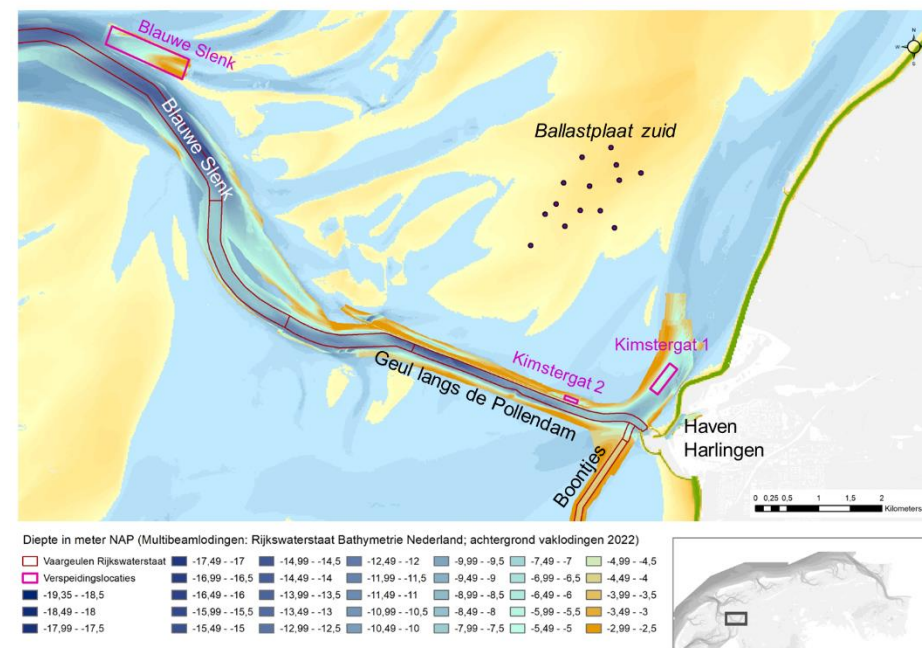 Blauwe Slenk
Blauwe Slenk
Ballastplaat zuid
Kimstergat 1
Kimstergat 2
Geul langs de Pollendam
Haven
Harlingen
Boontjes
N
W
S
0 0,25 0,5 1 1,5 2
Kilometers
Diepte in meter NAP (Multibeamlodingen: Rijkswaterstaat Bathymetrie Nederland; achtergrond vaklodingen 2022)
Vaargeulen Rijkswaterstaat -17,49 - -17 -14,99 - -14,5 -12,49 - -12 -9,99 - -9,5 -7,49 - -7 -4,99 - -4,5
Verspeidingslocaties -16,99 - -16,5 -14,49 - -14 -11,99 - -11,5 -9,49 - -9 -6,99 - -6,5 -4,49 - -4
-19,35 - -18,5 -16,49 - -16 -13,99 - -13,5 -11,49 - -11 -8,99 - -8,5 -6,49 - -6 -3,99 - -3,5
-18,49 - -18 -15,99 - -15,5 -13,49 - -13 -10,99 - -10,5 -8,49 - -8 -5,99 - -5,5 -3,49 - -3
-17,99 - -17,5 -15,49 - -15 -12,99 - -12,5 -10,49 - -10 -7,99 - -7,5 -5,49 - -5 -2,99 - -2,5